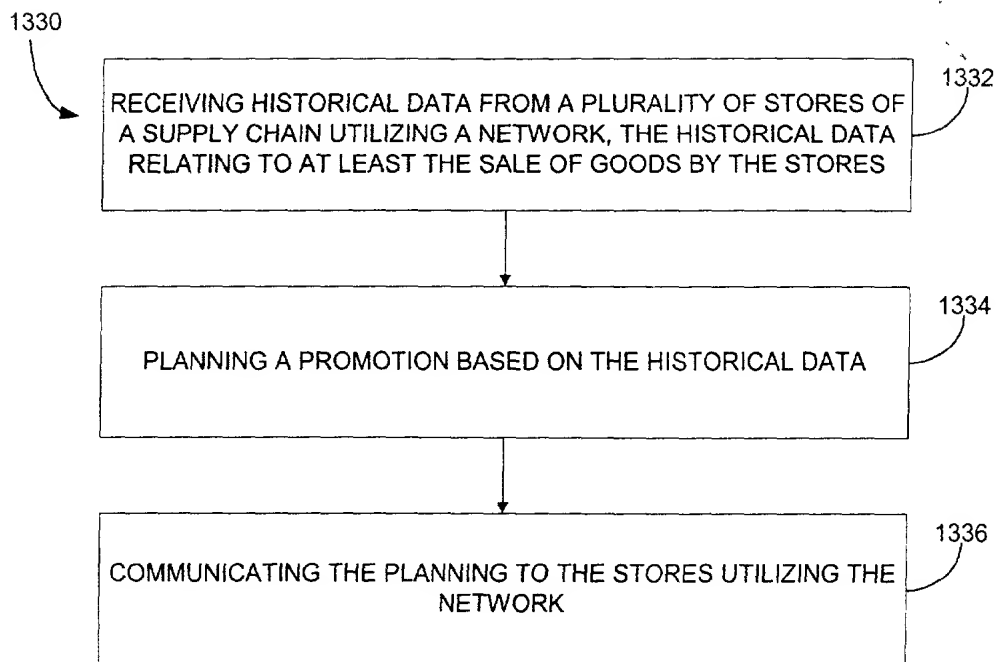 1330
1332
RECEIVING HISTORICAL DATA FROM A PLURALITY OF STORES OF
A SUPPLY CHAIN UTILIZING A NETWORK, THE HISTORICAL DATA
RELATING TO AT LEAST THE SALE OF GOODS BY THE STORES
1334
PLANNING A PROMOTION BASED ON THE HISTORICAL DATA
1336
COMMUNICATING THE PLANNING TO THE STORES UTILIZING THE
NETWORK